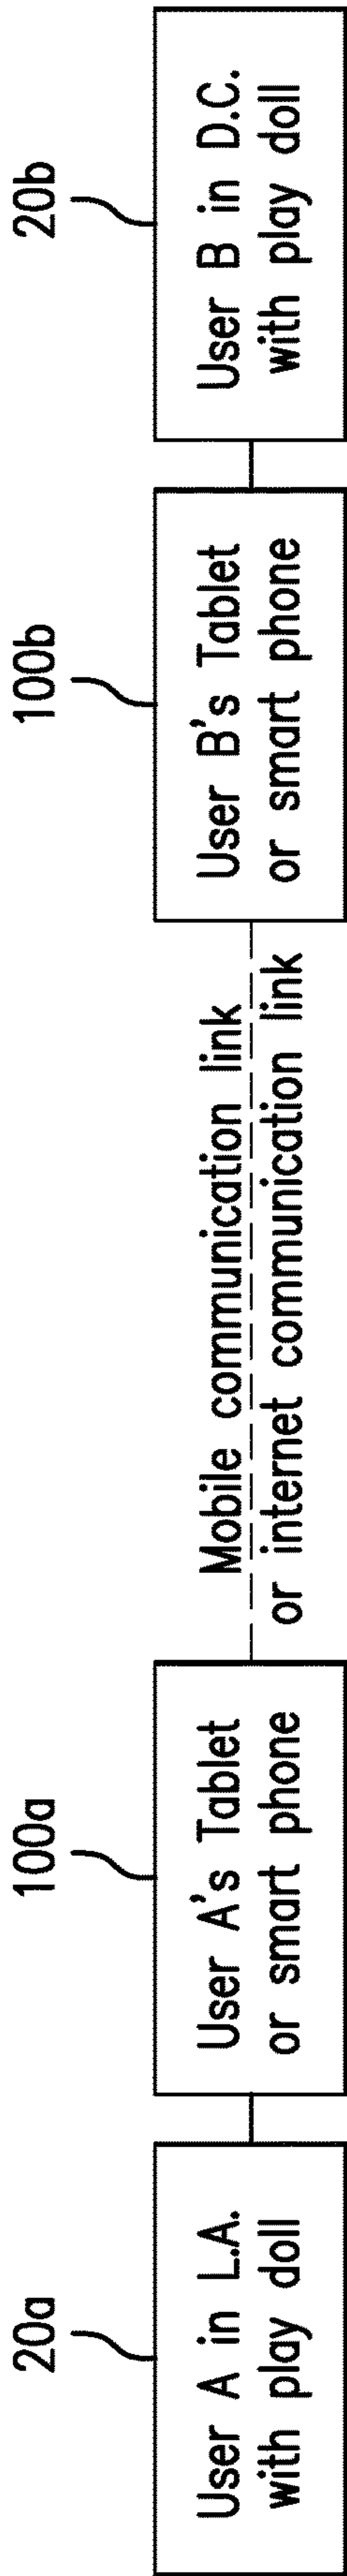 20a
100a
100b
20b
User A in L.A.
with play doll
User A's Tablet
or smart phone
Mobile communication link
or internet communication link
User B's Tablet
or smart phone
User B in D.C.
with play doll